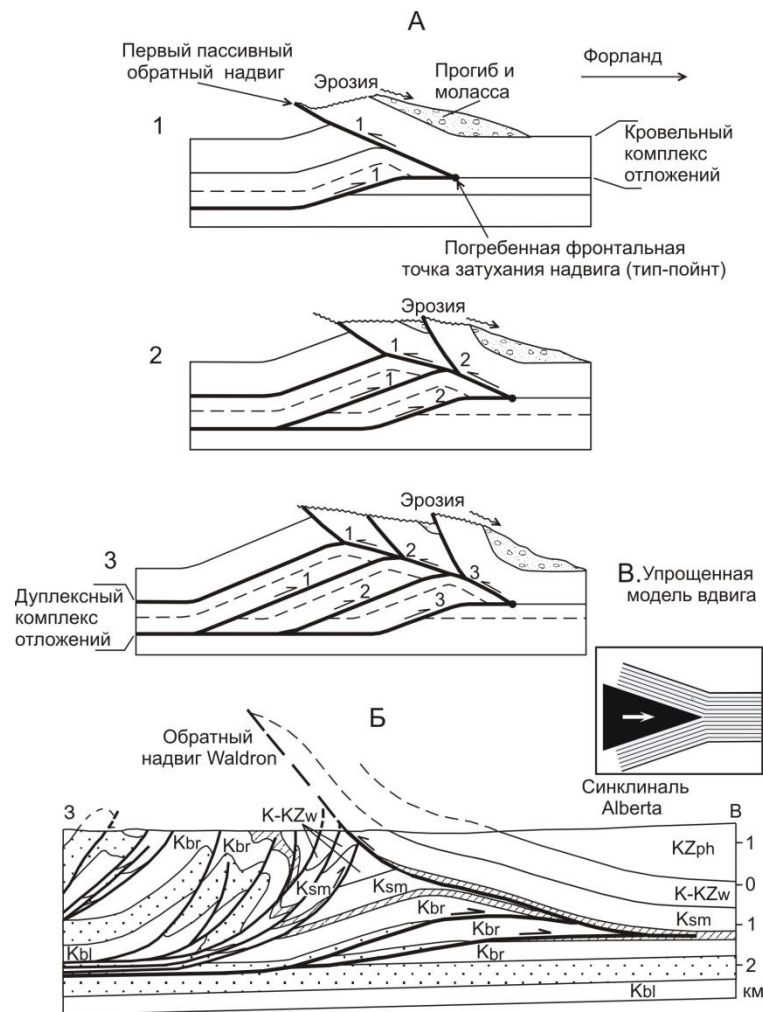 А
Первый пассивный
обратный надвиг
Эрозия
Прогиб и
моласса
Форланд
1
1
1
Кровельный
комплекс
отложений
Погребенная фронтальная
точка затухания надвига (тип-пойнт)
Эрозия
2
1
2
1
2
Эрозия
3
1
2
3
1
2
3
Дуплексный
комплекс
отложений
В. Упрощенная
модель вдвига
Б
Обратный
надвиг Waldron
Синклиналь
Alberta
З
В
K-KZw
Kbr
Kbr
Ksm
Ksm
Kbr
Kbr
Kbr
Kbl
KZph
K-KZw
Ksm
Kbl
1
0
1
2
км